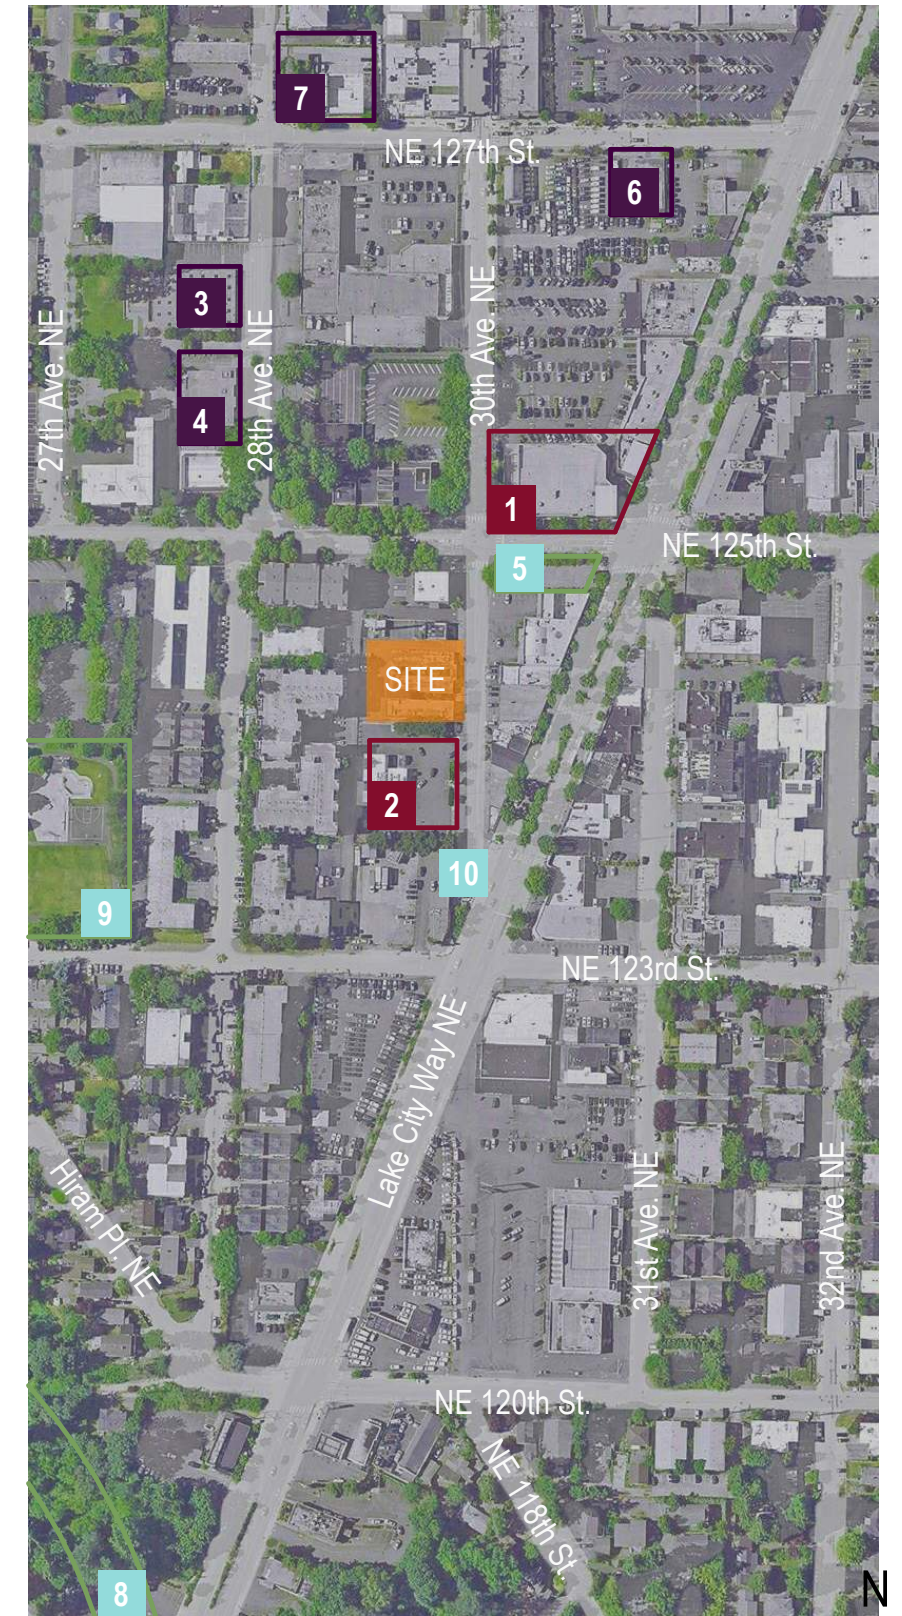 7
NE 127th St.
6
3
30th Ave. NE
27th Ave. NE
28th Ave. NE
4
1
NE 125th St.
5
SITE
2
10
9
NE 123rd St.
Lake City Way NE
Hiram Pl. NE
31st Ave. NE
32nd Ave. NE
NE 120th St.
NE 118th St
8
N